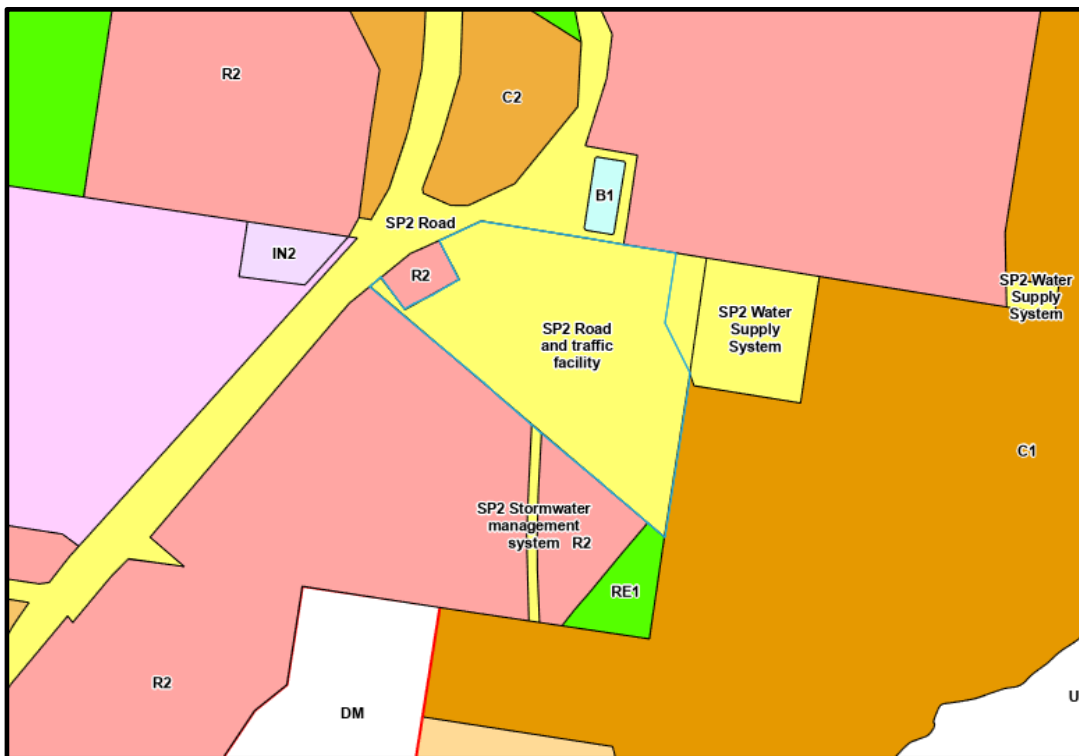 R2
C2
B1
SP2 Road
IN2
R2
SP2 Water
Supply
System
SP2 Water
Supply
System
SP2 Road
and traffic
facility
C1
SP2 Stormwater
management
system R2
RE1
R2
DM
U